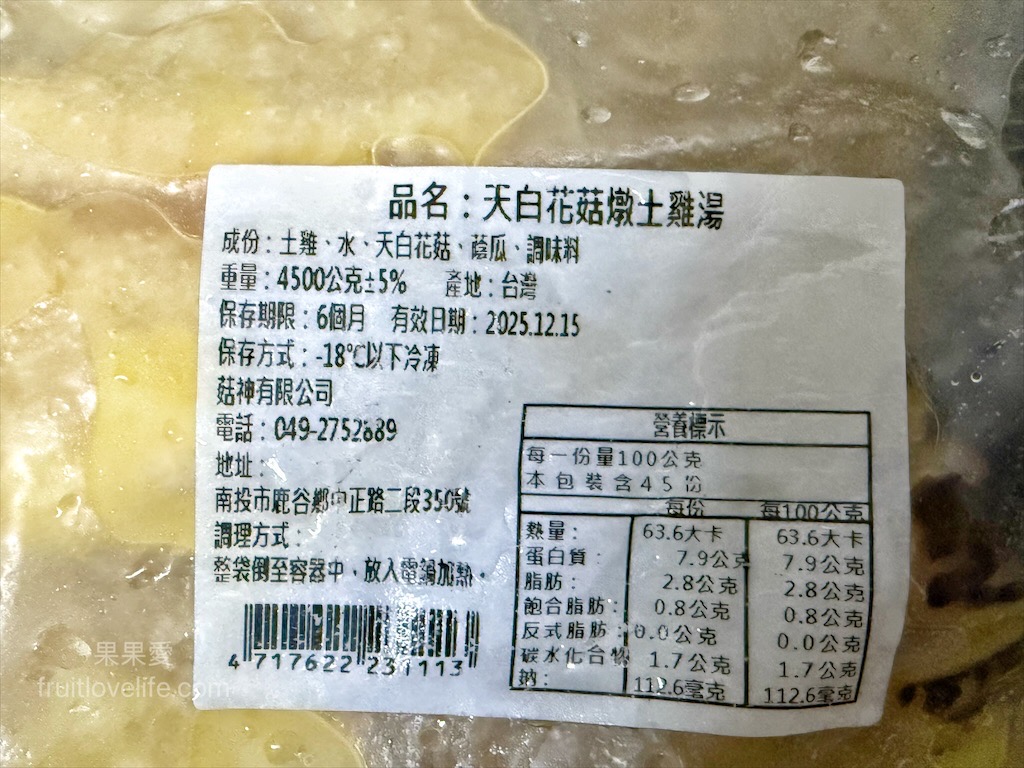 品名：天白花菇燉土雞湯
成份：土雞、水、天白花菇、蔭瓜、調味料
重量：4500公克±5%　產地：台灣
保存期限：6個月　有效日期：2025.12.15
保存方式：-18℃以下冷凍
菇神有限公司
電話：049-2752889
地址：
南投市鹿谷鄉中正路二段350號
調理方式：
整袋倒至容器中，放入電鍋加熱。
4 717622 231113
營養標示
每一份量100公克
本包裝含45份
每份 每100公克
熱量： 63.6大卡 63.6大卡
蛋白質： 7.9公克 7.9公克
脂肪： 2.8公克 2.8公克
飽合脂肪： 0.8公克 0.8公克
反式脂肪： 0.0公克 0.0公克
碳水化合物 1.7公克 1.7公克
鈉： 112.6毫克 112.6毫克
果果愛
fruitlovelife.com